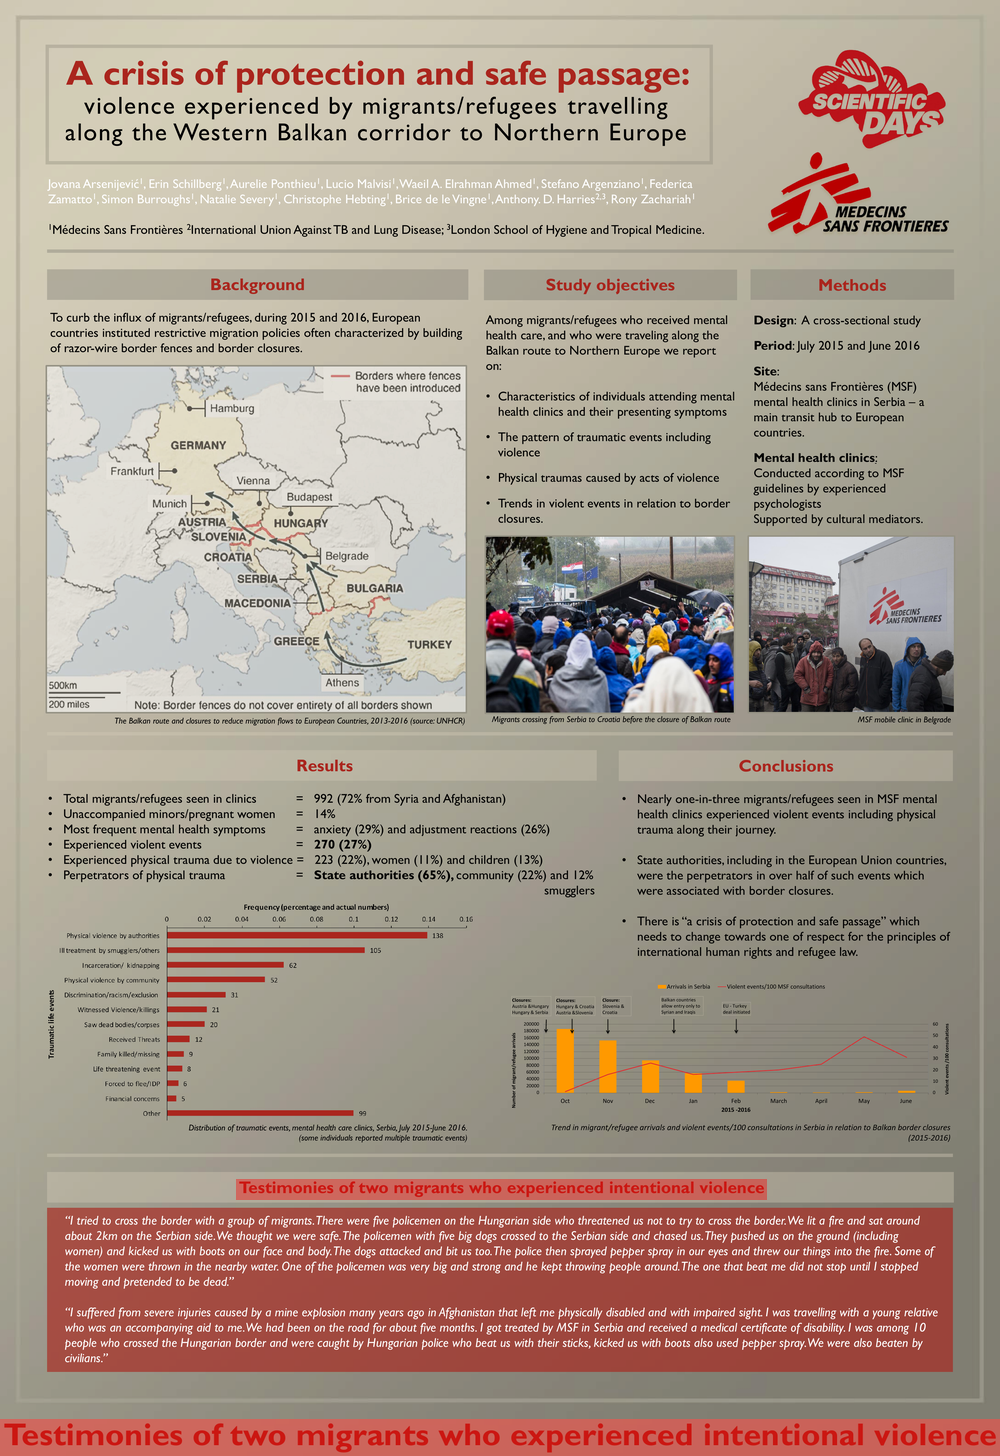 A crisis of protection and safe passage:
violence experienced by migrants/refugees travelling
along the Western Balkan corridor to Northern Europe
SCIENTIFIC
DAYS
MEDECINS
SANS FRONTIERES
Jovana Arsenijević¹, Erin Schillberg¹, Aurelie Ponthieu¹, Lucio Malvisi¹, Waeil A. Elrahman Ahmed¹, Stefano Argenziano¹, Federica
Zamatto¹, Simon Burroughs¹, Natalie Severy¹, Christophe Hebting¹, Brice de le Vingne¹, Anthony. D. Harries²,³, Rony Zachariah¹
¹Médecins Sans Frontières ²International Union Against TB and Lung Disease; ³London School of Hygiene and Tropical Medicine.
Background
To curb the influx of migrants/refugees, during 2015 and 2016, European
countries instituted restrictive migration policies often characterized by building
of razor-wire border fences and border closures.
Borders where fences
have been introduced
Hamburg
GERMANY
Frankfurt
Vienna
Munich
Budapest
AUSTRIA
HUNGARY
SLOVENIA
CROATIA
Belgrade
SERBIA
BULGARIA
MACEDONIA
GREECE
TURKEY
Athens
500km
200 miles
Note: Border fences do not cover entirety of all borders shown
The Balkan route and closures to reduce migration flows to European Countries, 2013-2016 (source: UNHCR)
Study objectives
Among migrants/refugees who received mental
health care, and who were traveling along the
Balkan route to Northern Europe we report
on:
• Characteristics of individuals attending mental
health clinics and their presenting symptoms
• The pattern of traumatic events including
violence
• Physical traumas caused by acts of violence
• Trends in violent events in relation to border
closures.
Migrants crossing from Serbia to Croatia before the closure of Balkan route
Methods
Design: A cross-sectional study
Period: July 2015 and June 2016
Site:
Médecins sans Frontières (MSF)
mental health clinics in Serbia – a
main transit hub to European
countries.
Mental health clinics;
Conducted according to MSF
guidelines by experienced
psychologists
Supported by cultural mediators.
MEDECINS
SANS FRONTIERES
MSF mobile clinic in Belgrade
Results
• Total migrants/refugees seen in clinics = 992 (72% from Syria and Afghanistan)
• Unaccompanied minors/pregnant women = 14%
• Most frequent mental health symptoms = anxiety (29%) and adjustment reactions (26%)
• Experienced violent events = 270 (27%)
• Experienced physical trauma due to violence = 223 (22%), women (11%) and children (13%)
• Perpetrators of physical trauma = State authorities (65%), community (22%) and 12%
smugglers
Frequency (percentage and actual numbers)
0 0.02 0.04 0.06 0.08 0.1 0.12 0.14 0.16
Traumatic life events
Physical violence by authorities 138
Ill treatment by smugglers/others 105
Incarceration/ kidnapping 62
Physical violence by community 52
Discrimination/racism/exclusion 31
Witnessed Violence/killings 21
Saw dead bodies/corpses 20
Received Threats 12
Family killed/missing 9
Life threatening event 8
Forced to flee/IDP 6
Financial concerns 5
Other 99
Distribution of traumatic events, mental health care clinics, Serbia, July 2015-June 2016.
(some individuals reported multiple traumatic events)
Conclusions
• Nearly one-in-three migrants/refugees seen in MSF mental
health clinics experienced violent events including physical
trauma along their journey.
• State authorities, including in the European Union countries,
were the perpetrators in over half of such events which
were associated with border closures.
• There is “a crisis of protection and safe passage” which
needs to change towards one of respect for the principles of
international human rights and refugee law.
Arrivals in Serbia Violent events/100 MSF consultations
Closures:
Austria &Hungary
Hungary & Serbia
Closures:
Hungary & Croatia
Austria &Slovenia
Closure:
Slovenia &
Croatia
Balkan countries
allow entry only to
Syrian and Iraqis
EU - Turkey
deal initiated
Number of migrant/refugee arrivals
200000
180000
160000
140000
120000
100000
80000
60000
40000
20000
0
60
50
40
30
20
10
0
Violent events /100 consultations
Oct Nov Dec Jan Feb March April May June
2015 -2016
Trend in migrant/refugee arrivals and violent events/100 consultations in Serbia in relation to Balkan border closures
(2015-2016)
Testimonies of two migrants who experienced intentional violence
“I tried to cross the border with a group of migrants. There were five policemen on the Hungarian side who threatened us not to try to cross the border. We lit a fire and sat around
about 2km on the Serbian side. We thought we were safe. The policemen with five big dogs crossed to the Serbian side and chased us. They pushed us on the ground (including
women) and kicked us with boots on our face and body. The dogs attacked and bit us too. The police then sprayed pepper spray in our eyes and threw our things into the fire. Some of
the women were thrown in the nearby water. One of the policemen was very big and strong and he kept throwing people around. The one that beat me did not stop until I stopped
moving and pretended to be dead.”
“I suffered from severe injuries caused by a mine explosion many years ago in Afghanistan that left me physically disabled and with impaired sight. I was travelling with a young relative
who was an accompanying aid to me. We had been on the road for about five months. I got treated by MSF in Serbia and received a medical certificate of disability. I was among 10
people who crossed the Hungarian border and were caught by Hungarian police who beat us with their sticks, kicked us with boots also used pepper spray. We were also beaten by
civilians.”
Testimonies of two migrants who experienced intentional violence